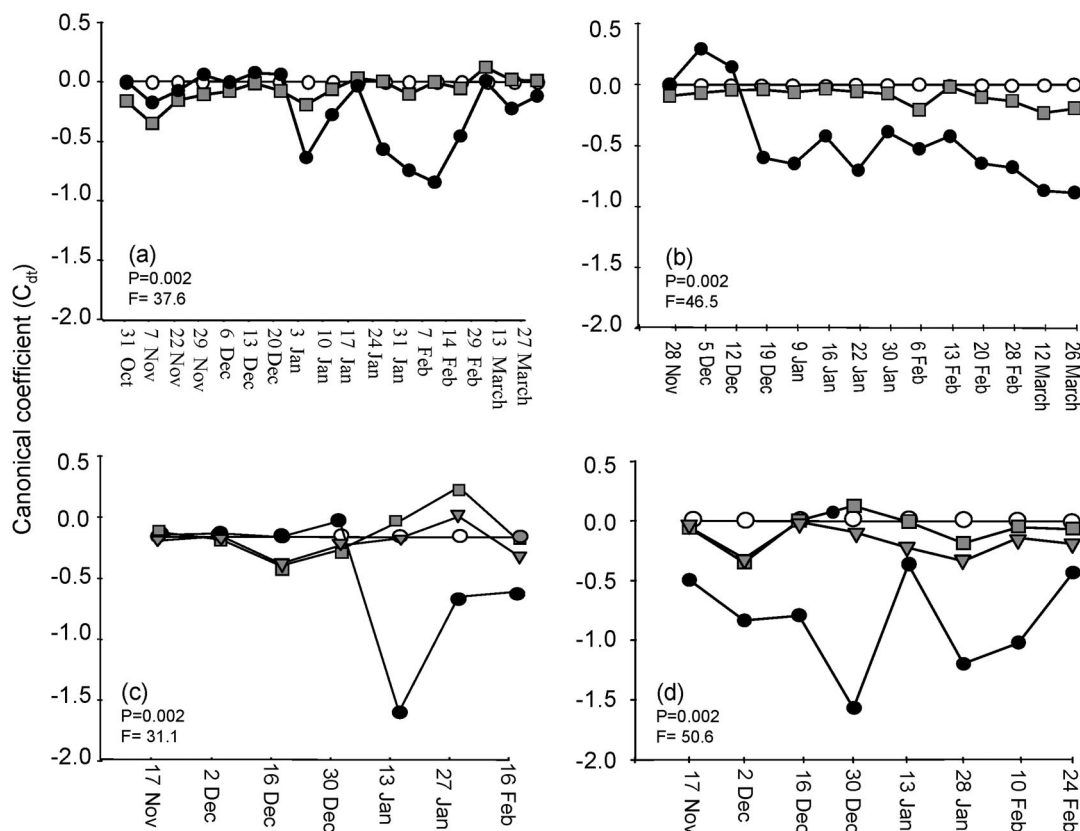 Canonical coefficient (Cdt)
0.5
0.0
-0.5
-1.0
-1.5
-2.0
(a)
P=0.002
F= 37.6
31 Oct
7 Nov
22 Nov
29 Nov
6 Dec
13 Dec
20 Dec
3 Jan
10 Jan
17 Jan
24 Jan
31 Jan
7 Feb
14 Feb
29 Feb
13 March
27 March
0.5
0.0
-0.5
-1.0
-1.5
-2.0
(b)
P=0.002
F=46.5
28 Nov
5 Dec
12 Dec
19 Dec
9 Jan
16 Jan
22 Jan
30 Jan
6 Feb
13 Feb
20 Feb
28 Feb
12 March
26 March
0.5
0.0
-0.5
-1.0
-1.5
-2.0
(c)
P=0.002
F= 31.1
17 Nov
2 Dec
16 Dec
30 Dec
13 Jan
27 Jan
16 Feb
0.5
0.0
-0.5
-1.0
-1.5
-2.0
(d)
P=0.002
F= 50.6
17 Nov
2 Dec
16 Dec
30 Dec
13 Jan
28 Jan
10 Feb
24 Feb